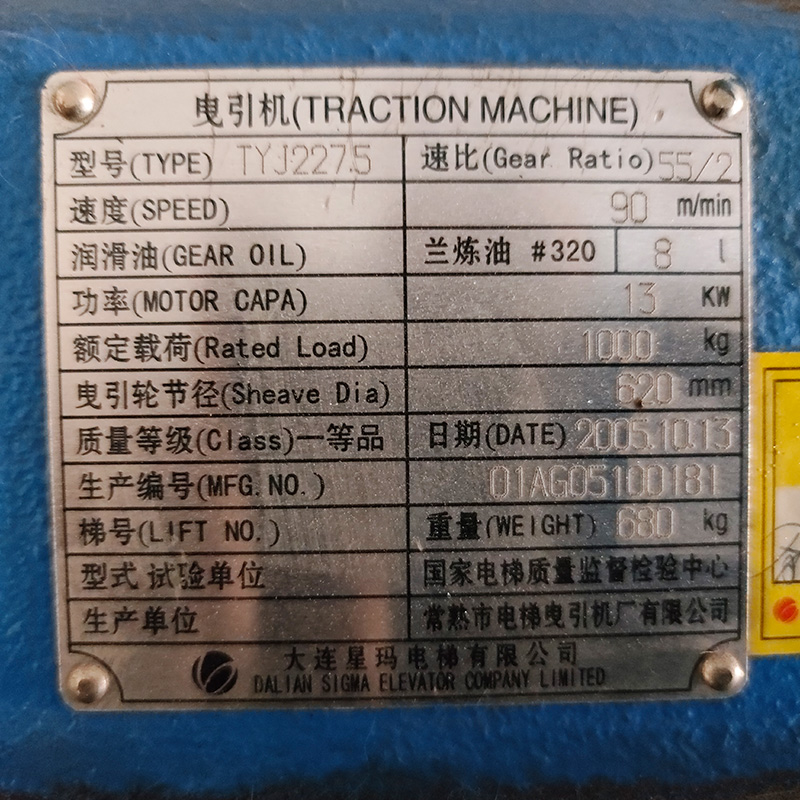 曳引机(TRACTION MACHINE)
型号(TYPE) TYJ227.5 速比(Gear Ratio) 55/2
速度(SPEED) 90 m/min
润滑油(GEAR OIL) 兰炼油 #320 8 l
功率(MOTOR CAPA) 13 KW
额定载荷(Rated Load) 1000 kg
曳引轮节径(Sheave Dia) 620 mm
质量等级(Class)一等品 日期(DATE) 2005.10.13
生产编号(MFG.NO.) 01AG05100181
梯号(LIFT NO.) 重量(WEIGHT) 680 kg
型式试验单位 国家电梯质量监督检验中心
生产单位 常熟市电梯曳引机厂有限公司
大连星玛电梯有限公司
DALIAN SIGMA ELEVATOR COMPANY LIMITED